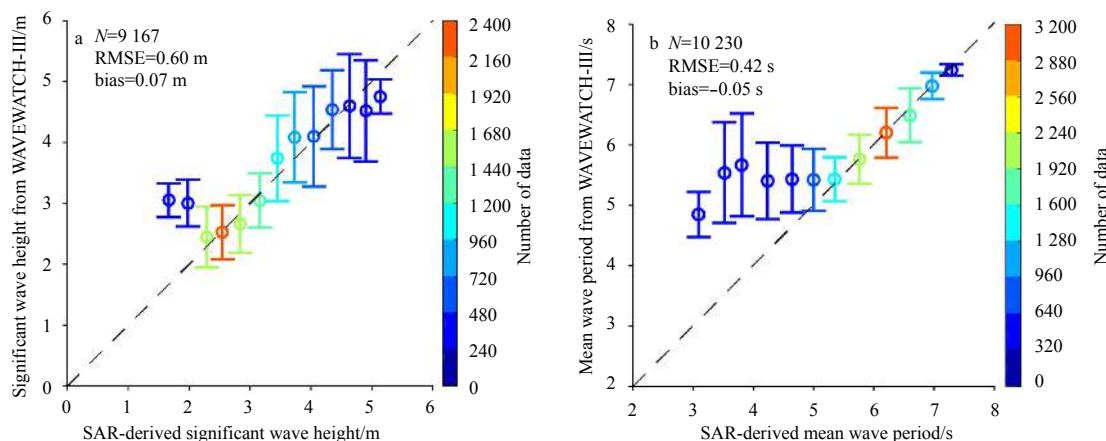 a
N=9 167
RMSE=0.60 m
bias=0.07 m
Significant wave height from WAVEWATCH-III/m
6
5
4
3
2
1
0
0 1 2 3 4 5 6
SAR-derived significant wave height/m
2 400
2 160
1 920
1 680
1 440
1 200
960
720
480
240
0
Number of data
b
N=10 230
RMSE=0.42 s
bias=−0.05 s
Mean wave period from WAVEWATCH-III/s
8
7
6
5
4
3
2
2 3 4 5 6 7 8
SAR-derived mean wave period/s
3 200
2 880
2 560
2 240
1 920
1 600
1 280
960
640
320
0
Number of data